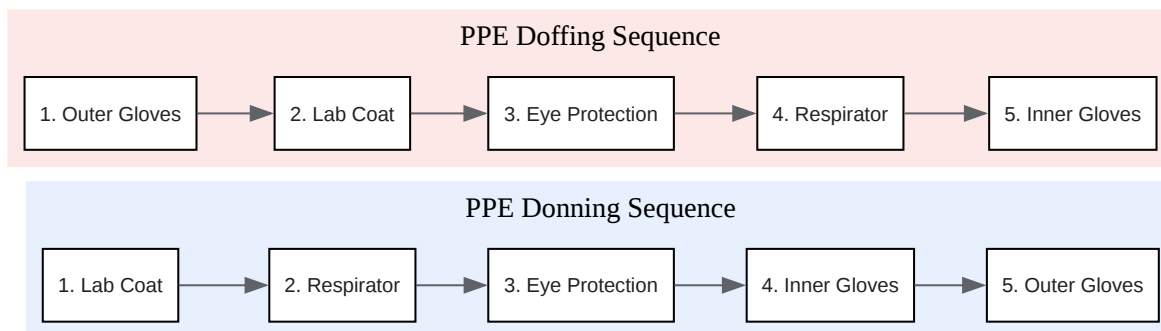 PPE Doffing Sequence
1. Outer Gloves
2. Lab Coat
3. Eye Protection
4. Respirator
5. Inner Gloves
PPE Donning Sequence
1. Lab Coat
2. Respirator
3. Eye Protection
4. Inner Gloves
5. Outer Gloves